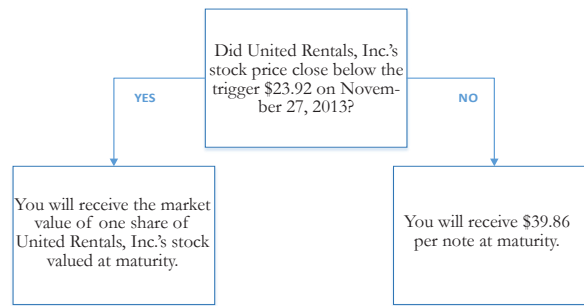 Did United Rentals, Inc.'s
stock price close below the
trigger $23.92 on Novem-
ber 27, 2013?
YES
NO
You will receive the market
value of one share of
United Rentals, Inc.'s stock
valued at maturity.
You will receive $39.86
per note at maturity.